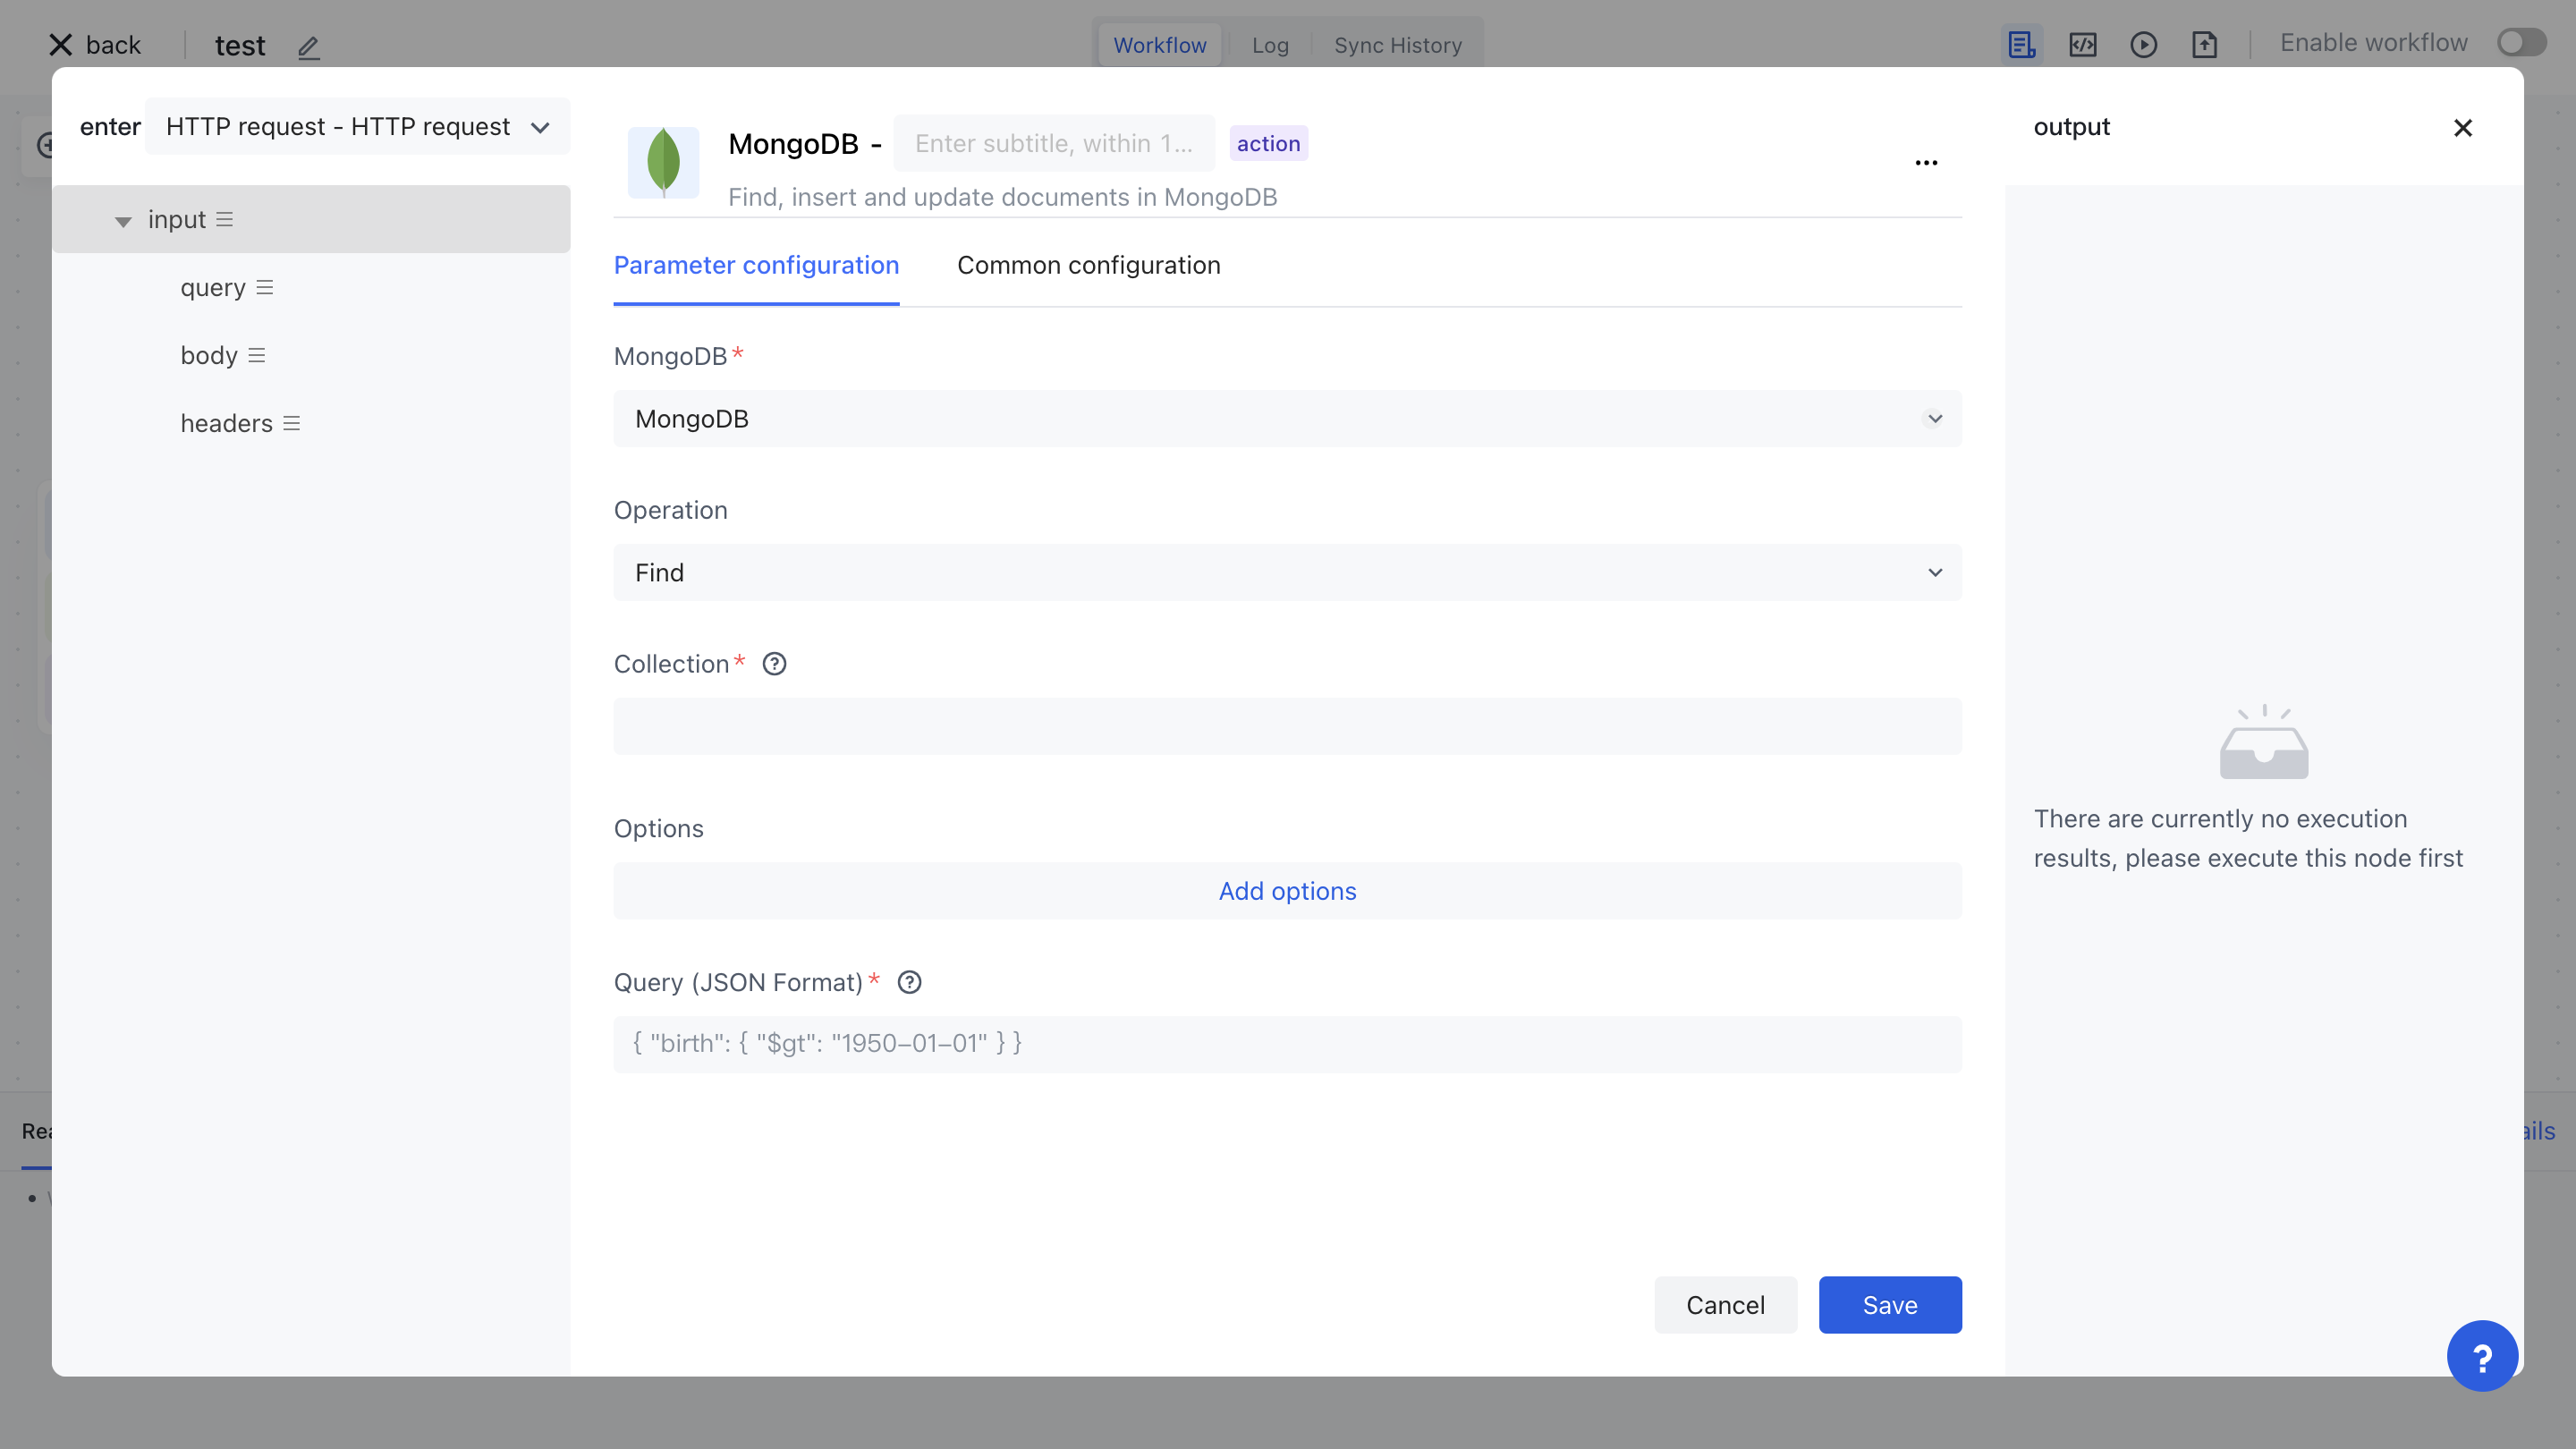 back
test
Workflow
Log
Sync History
Enable workflow
enter
HTTP request - HTTP request
input
query
body
headers
MongoDB -
Enter subtitle, within 1...
action
Find, insert and update documents in MongoDB
Parameter configuration
Common configuration
MongoDB*
MongoDB
Operation
Find
Collection*
Options
Add options
Query (JSON Format)*
{ "birth": { "$gt": "1950-01-01" } }
Cancel
Save
output
There are currently no execution
results, please execute this node first
?